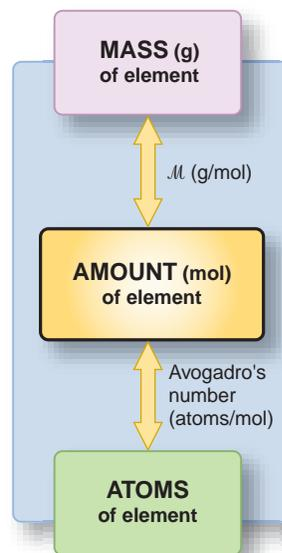 MASS (g)
of element
ℳ (g/mol)
AMOUNT (mol)
of element
Avogadro's
number
(atoms/mol)
ATOMS
of element